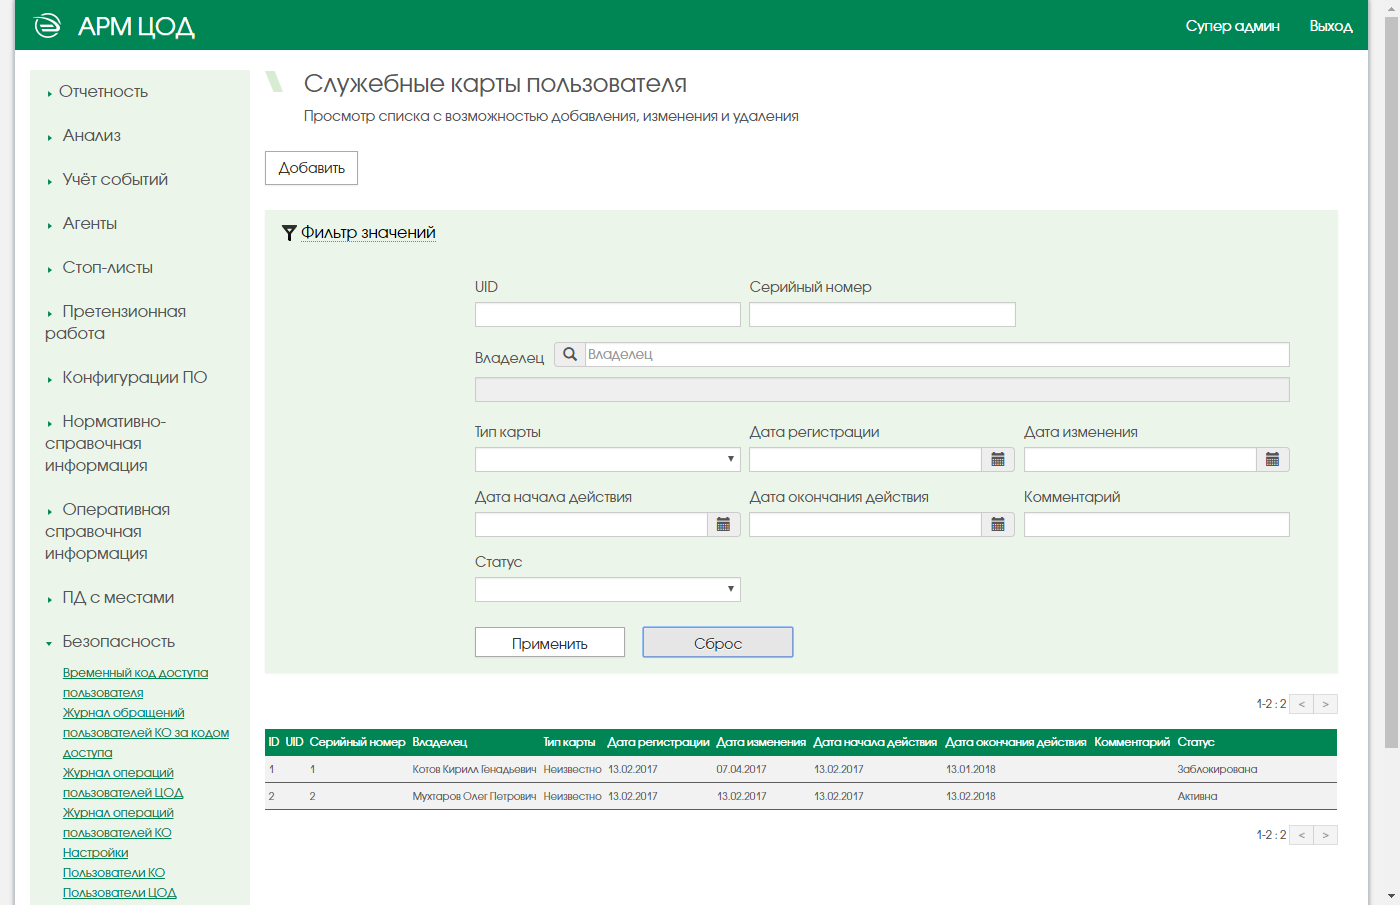 АРМ ЦОД
Супер админ
Выход
Отчетность
Анализ
Учёт событий
Агенты
Стоп-листы
Претензионная
работа
Конфигурации ПО
Нормативно-
справочная
информация
Оперативная
справочная
информация
ПД с местами
Безопасность
Временный код доступа
пользователя
Журнал обращений
пользователей КО за кодом
доступа
Журнал операций
пользователей ЦОД
Журнал операций
пользователей КО
Настройки
Пользователи КО
Пользователи ЦОД
Служебные карты пользователя
Просмотр списка с возможностью добавления, изменения и удаления
Добавить
Фильтр значений
UID Серийный номер
Владелец Владелец
Тип карты Дата регистрации Дата изменения
Дата начала действия Дата окончания действия Комментарий
Статус
Применить Сброс
1-2 : 2 < >
ID UID Серийный номер Владелец Тип карты Дата регистрации Дата изменения Дата начала действия Дата окончания действия Комментарий Статус
1 1 Котов Кирилл Генадьевич Неизвестно 13.02.2017 07.04.2017 13.02.2017 13.01.2018 Заблокирована
2 2 Мухтаров Олег Петрович Неизвестно 13.02.2017 13.02.2017 13.02.2017 13.02.2018 Активна
1-2 : 2 < >